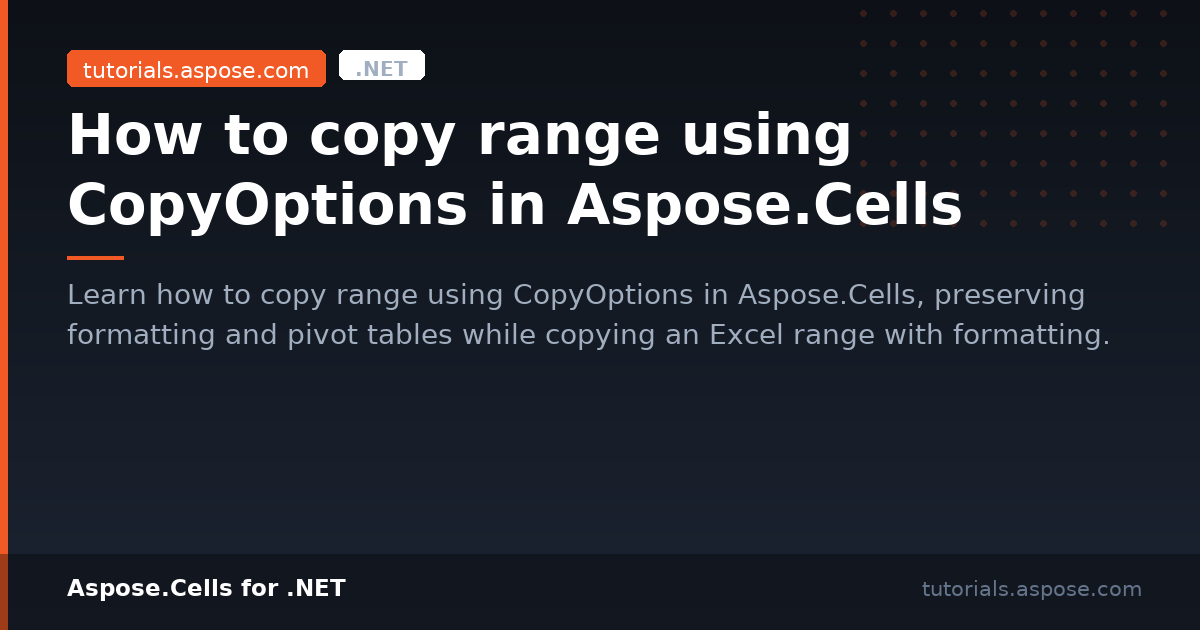 tutorials.aspose.com
.NET
How to copy range using
CopyOptions in Aspose.Cells
Learn how to copy range using CopyOptions in Aspose.Cells, preserving
formatting and pivot tables while copying an Excel range with formatting.
Aspose.Cells for .NET
tutorials.aspose.com